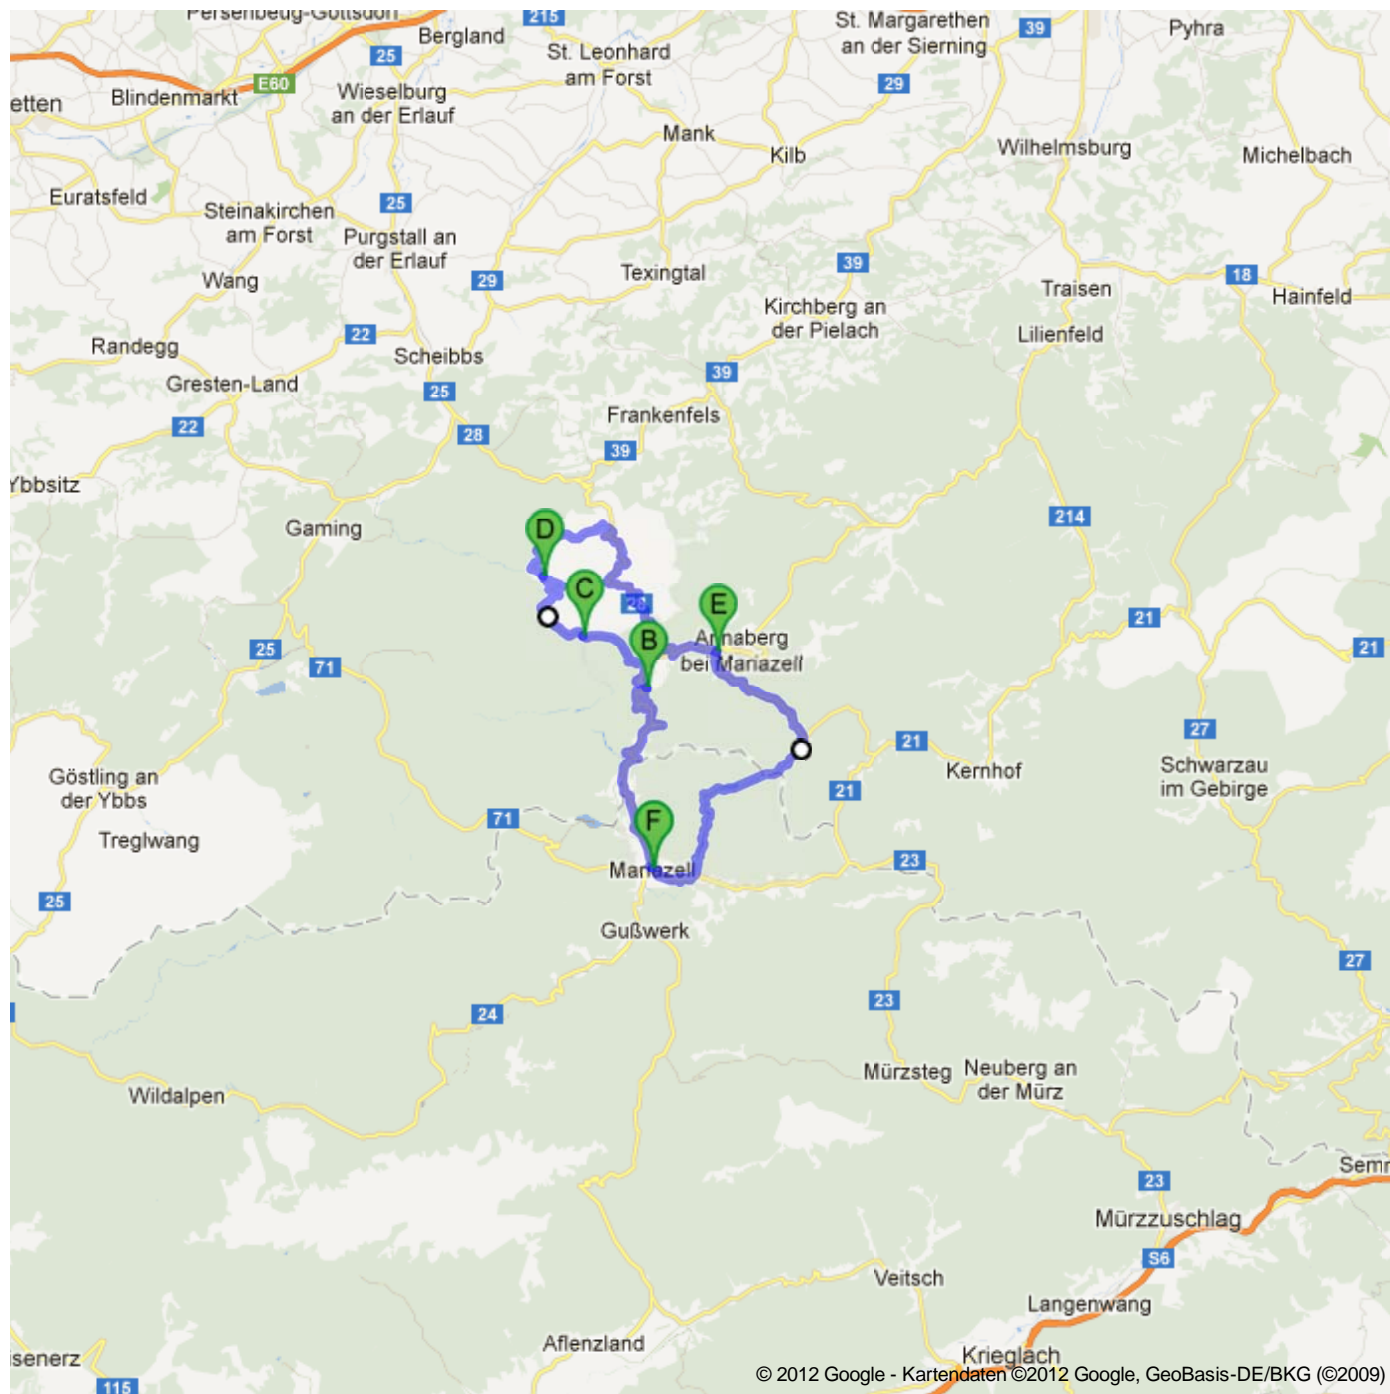 Persenbeug-Gottsdorf
215
St. Margarethen
an der Sierning
39
Pyhra
Bergland
25
St. Leonhard
am Forst
E60
29
etten
Blindenmarkt
Wieselburg
an der Erlauf
Mank
Kilb
Wilhelmsburg
Michelbach
Euratsfeld
25
Steinakirchen
am Forst
Purgstall an
der Erlauf
Wang
29
Texingtal
39
18
Traisen
Hainfeld
Kirchberg an
der Pielach
22
Randegg
Scheibbs
Lilienfeld
39
Gresten-Land
25
22
28
Frankenfels
39
Ybbsitz
Gaming
214
D
C
E
B
28
Annaberg
bei Mariazell
21
25
71
21
27
21
Kernhof
Göstling an
der Ybbs
Schwarzau
im Gebirge
21
Treglwang
71
F
Mariazell
23
25
Gußwerk
27
24
23
Mürzsteg
Neuberg an
der Mürz
Wildalpen
Semr
23
Mürzzuschlag
S6
Veitsch
Langenwang
Aflenzland
Krieglach
senerz
115
© 2012 Google - Kartendaten ©2012 Google, GeoBasis-DE/BKG (©2009)